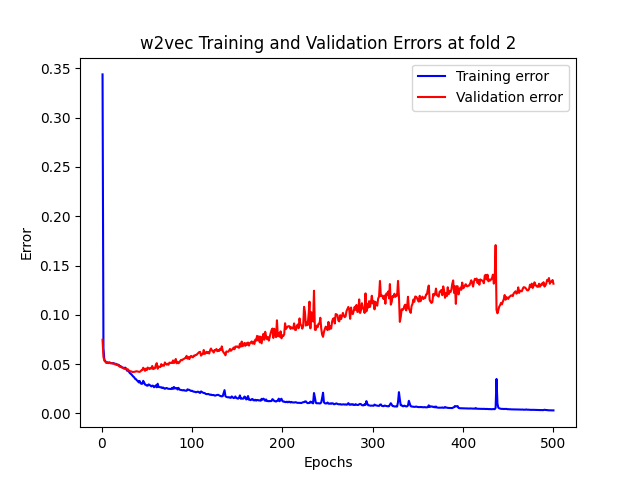 w2vec Training and Validation Errors at fold 2
Training error
Validation error
0.35
0.30
0.25
0.20
0.15
0.10
0.05
0.00
Error
0 100 200 300 400 500
Epochs